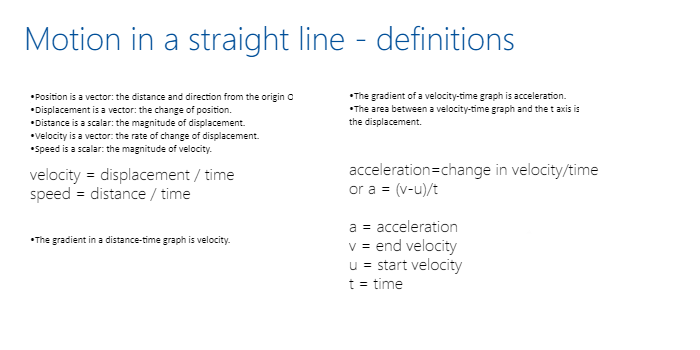 Motion in a straight line - definitions
•Position is a vector: the distance and direction from the origin O
•Displacement is a vector: the change of position.
•Distance is a scalar: the magnitude of displacement.
•Velocity is a vector: the rate of change of displacement.
•Speed is a scalar: the magnitude of velocity.
velocity = displacement / time
speed = distance / time
•The gradient in a distance-time graph is velocity.
•The gradient of a velocity-time graph is acceleration.
•The area between a velocity-time graph and the t axis is
the displacement.
acceleration=change in velocity/time
or a = (v-u)/t
a = acceleration
v = end velocity
u = start velocity
t = time